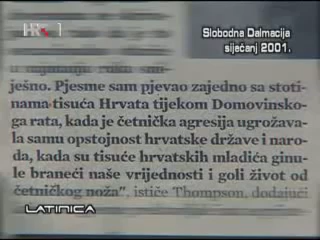 HRT 1
Slobodna Dalmacija
siječanj 2001.
ješno. Pjesme sam pjevao zajedno sa stoti-
nama tisuća Hrvata tijekom Domovinsko-
ga rata, kada je četnička agresija ugrožava-
la samu opstojnost hrvatske države i naro-
da, kada su tisuće hrvatskih mladića ginu-
le braneći naše vrijednosti i goli život od
četničkog noža", ističe Thompson, dodajući
LATINICA